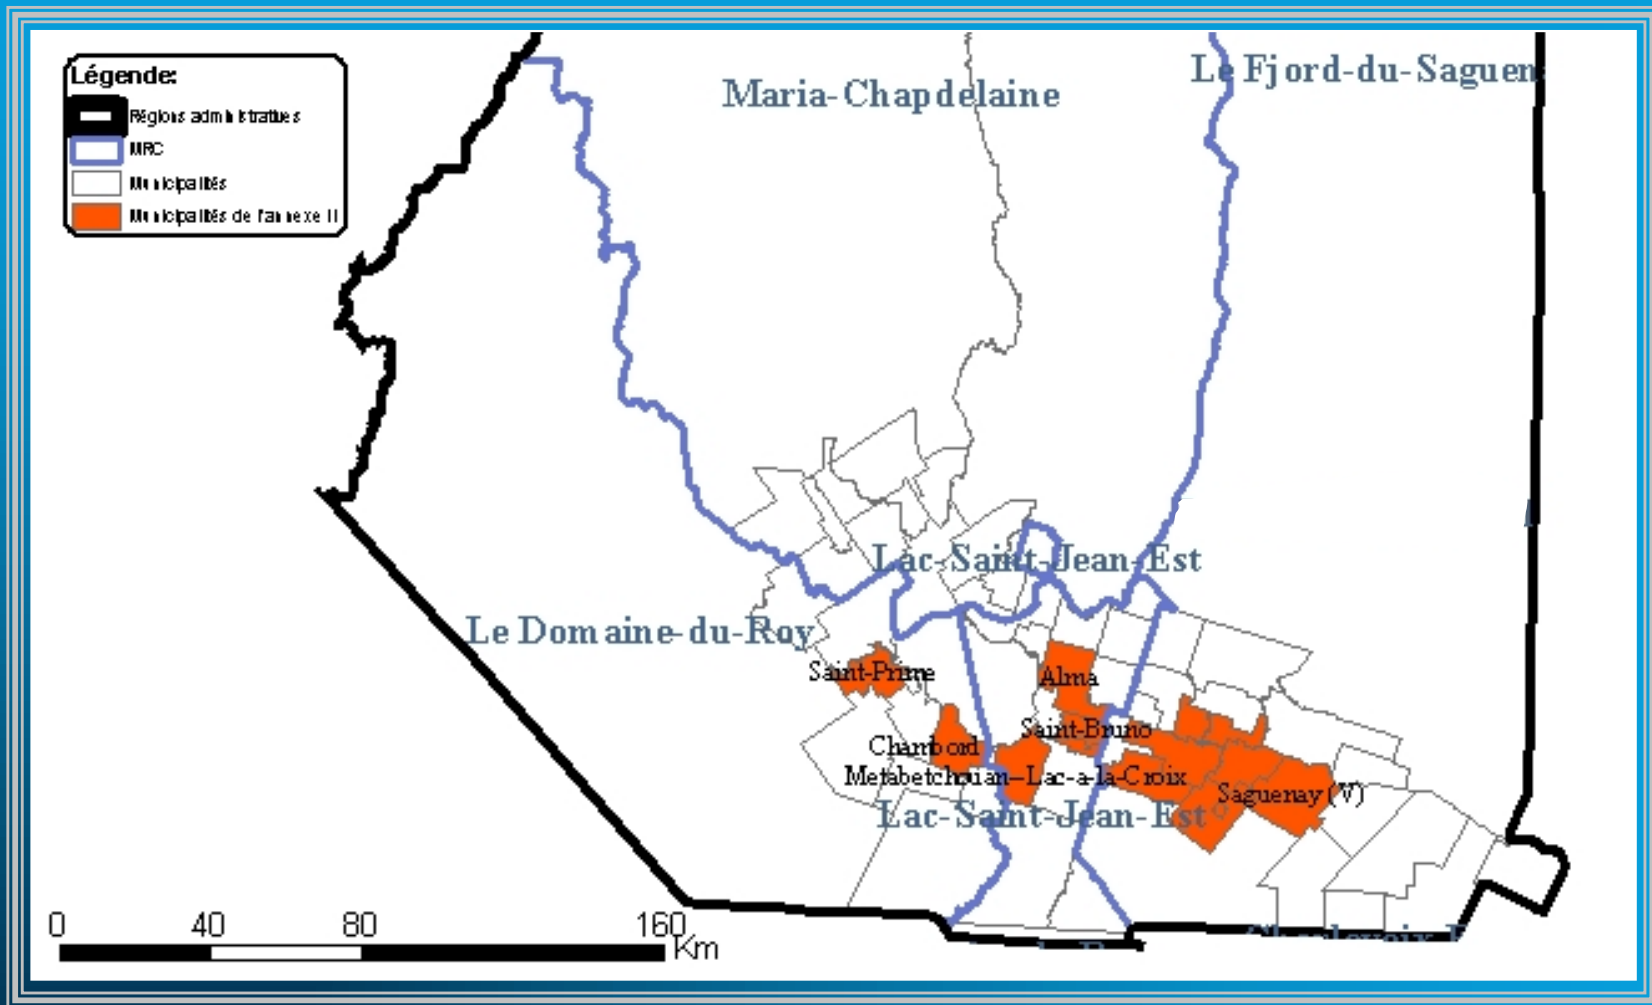 Légende:
Régions administratives
MRC
Municipalités
Municipalités de l'annexe II
Maria-Chapdelaine
Le Fjord-du-Saguen
Lac-Saint-Jean-Est
Le Domaine-du-Roy
Saint-Prime
Alma
Saint-Bruno
Chambord
Metabetchouan--Lac-a-la-Croix
Saguenay (V)
Lac-Saint-Jean-Est
0 40 80 160
Km